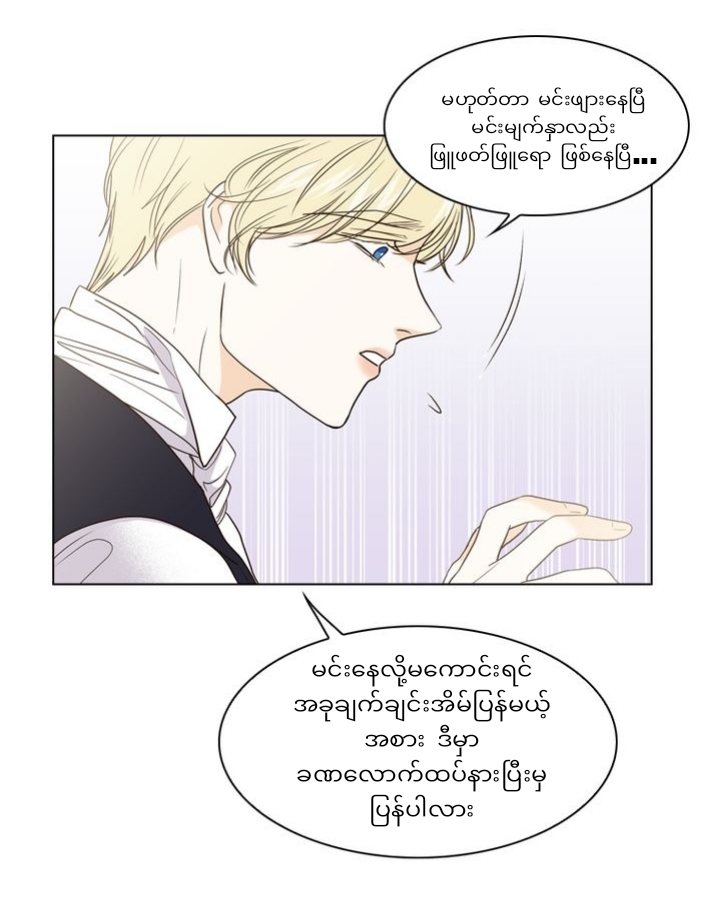 မဟုတ်တာ မင်းဖျားနေပြီ
မင်းမျက်နှာလည်း
ဖြူဖတ်ဖြူရော ဖြစ်နေပြီ...
မင်းနေလို့မကောင်းရင်
အခုချက်ချင်းအိမ်ပြန်မယ့်
အစား ဒီမှာ
ခဏလောက်ထပ်နားပြီးမှ
ပြန်ပါလား